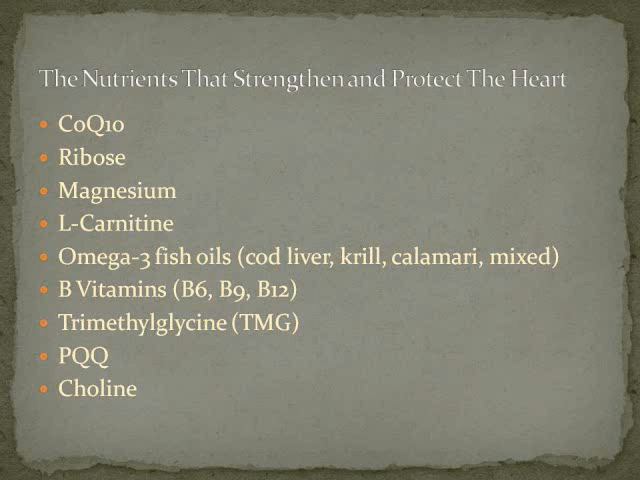 The Nutrients That Strengthen and Protect The Heart
• CoQ10
• Ribose
• Magnesium
• L-Carnitine
• Omega-3 fish oils (cod liver, krill, calamari, mixed)
• B Vitamins (B6, B9, B12)
• Trimethylglycine (TMG)
• PQQ
• Choline